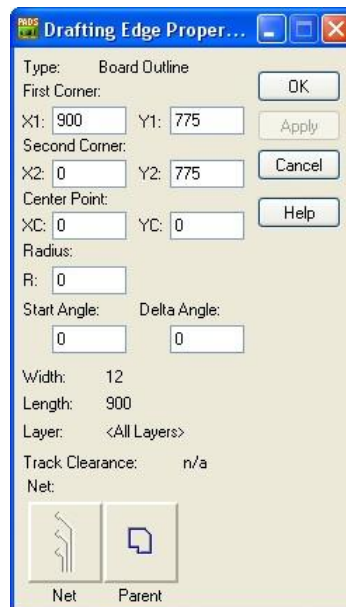 PADS Drafting Edge Proper...
Type: Board Outline
First Corner:
OK
X1: 900 Y1: 775
Apply
Second Corner:
X2: 0 Y2: 775
Cancel
Center Point:
XC: 0 YC: 0
Help
Radius:
R: 0
Start Angle: Delta Angle:
0 0
Width: 12
Length: 900
Layer: <All Layers>
Track Clearance: n/a
Net:
Net Parent